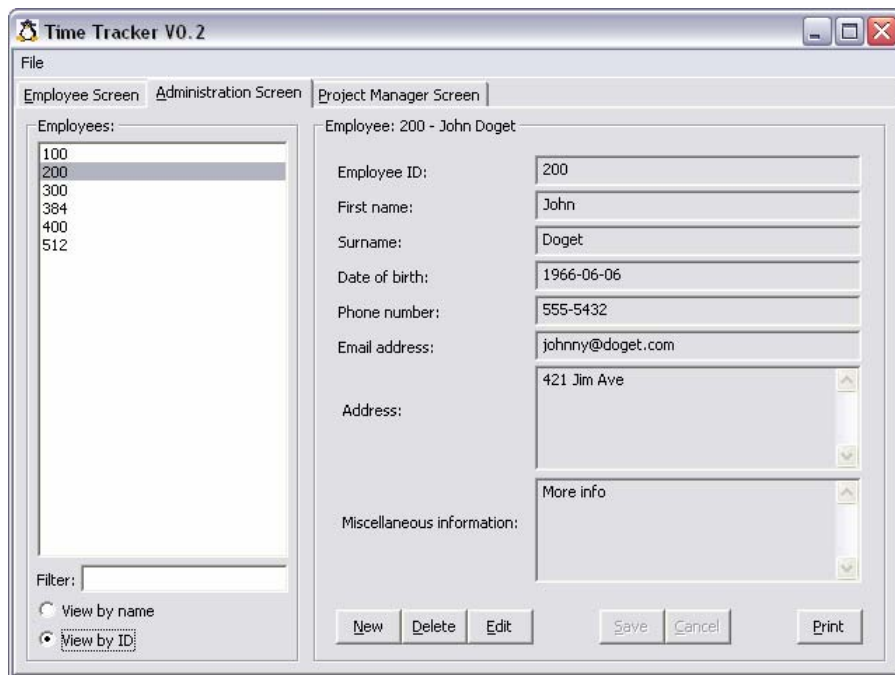 Time Tracker V0.2
File
Employee Screen
Administration Screen
Project Manager Screen
Employees:
100
200
300
384
400
512
Filter:
View by name
View by ID
Employee: 200 - John Doget
Employee ID: 200
First name: John
Surname: Doget
Date of birth: 1966-06-06
Phone number: 555-5432
Email address: johnny@doget.com
Address: 421 Jim Ave
Miscellaneous information: More info
New Delete Edit Save Cancel Print